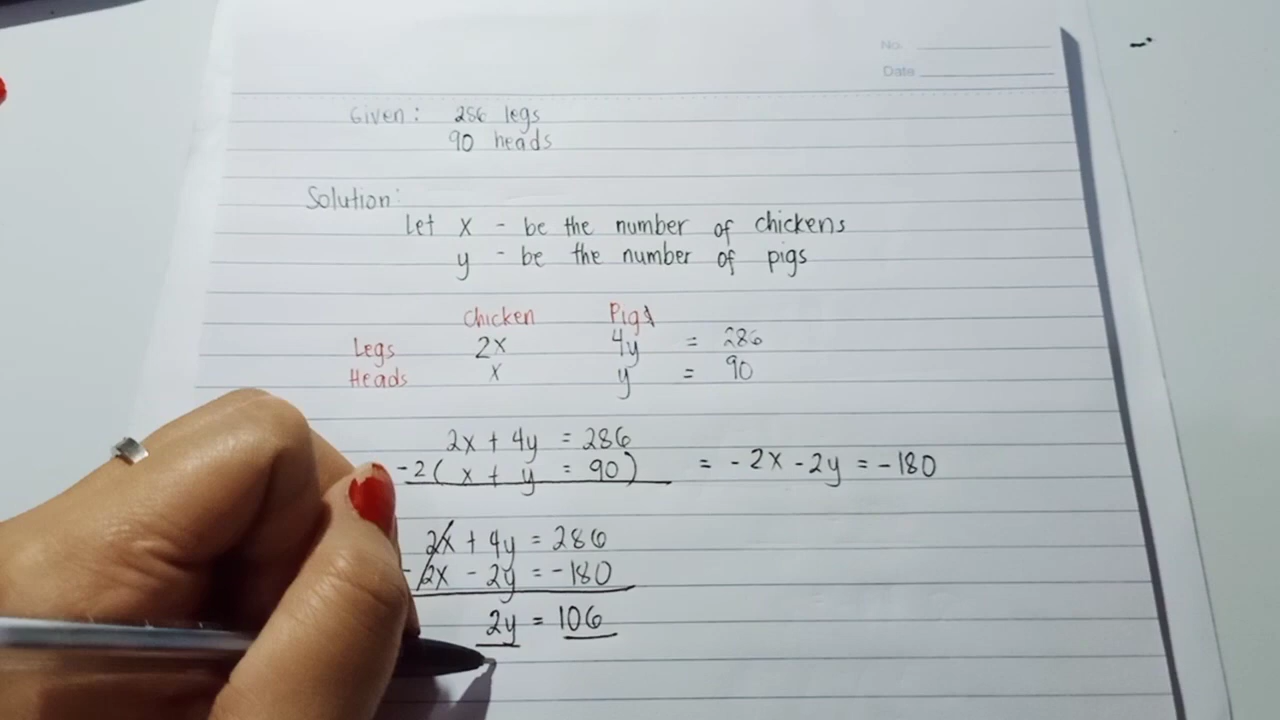 No.
Date
Given: 286 legs
90 heads
Solution:
Let x - be the number of chickens
y - be the number of pigs
Chicken Pigs
Legs 2x 4y = 286
Heads x y = 90
2x + 4y = 286
-2( x + y = 90) = -2x - 2y = -180
2x + 4y = 286
-2x - 2y = -180
2y = 106